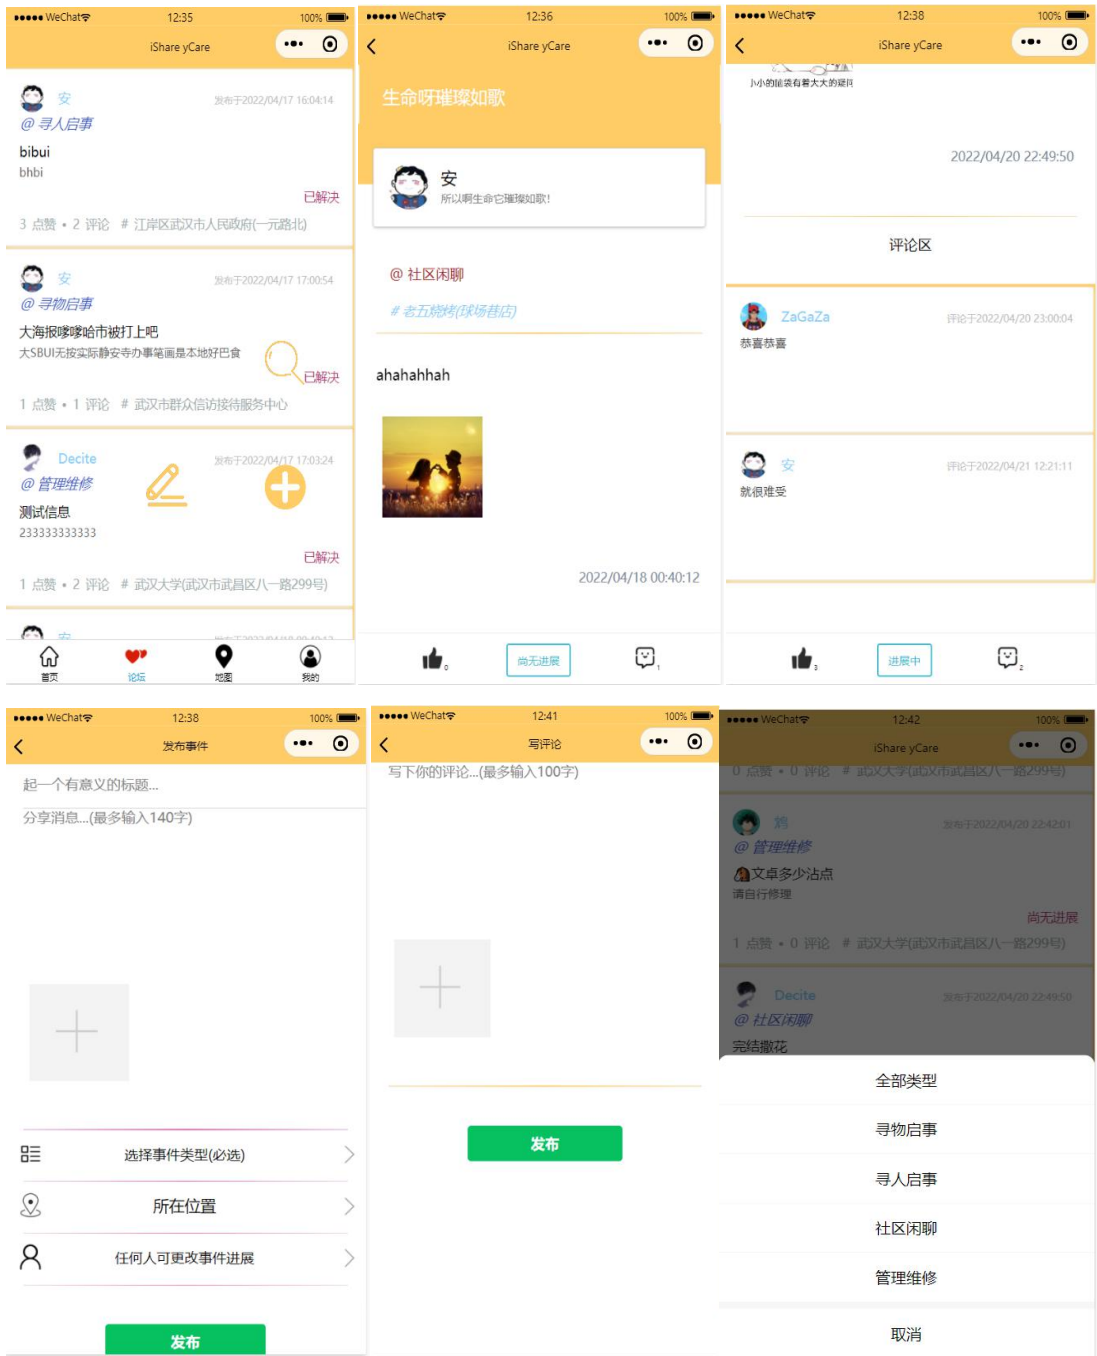 WeChat 12:35 100%
iShare yCare
安 发布于2022/04/17 16:04:14
@ 寻人启事
bibui
bhbi
已解决
3 点赞 • 2 评论 # 江岸区武汉市人民政府(一元路北)
安 发布于2022/04/17 17:00:54
@ 寻物启事
大海报嗲嗲哈市被打上吧
大SBUI无按实际静安寺办事笔画是本地好巴食
已解决
1 点赞 • 1 评论 # 武汉市群众信访接待服务中心
Decite 发布于2022/04/17 17:03:24
@ 管理维修
测试信息
233333333333
已解决
1 点赞 • 2 评论 # 武汉大学(武汉市武昌区八一路299号)
首页 论坛 地图 我的
WeChat 12:36 100%
iShare yCare
生命呀璀璨如歌
安
所以啊生命它璀璨如歌!
@ 社区闲聊
# 老五烧烤(球场巷店)
ahahahhah
2022/04/18 00:40:12
0 尚无进展 1
WeChat 12:38 100%
iShare yCare
小小的脑袋有着大大的疑问
2022/04/20 22:49:50
评论区
ZaGaZa 评论于2022/04/20 23:00:04
恭喜恭喜
安 评论于2022/04/21 12:21:11
就很难受
3 进展中 2
WeChat 12:38 100%
发布事件
起一个有意义的标题...
分享消息...(最多输入140字)
选择事件类型(必选)
所在位置
任何人可更改事件进展
发布
WeChat 12:41 100%
写评论
写下你的评论...(最多输入100字)
发布
WeChat 12:42 100%
iShare yCare
0 点赞 • 0 评论 # 武汉大学(武汉市武昌区八一路299号)
发布于2022/04/20 22:42:01
@ 管理维修
文卓多少沾点
请自行修理
尚无进展
1 点赞 • 0 评论 # 武汉大学(武汉市武昌区八一路299号)
Decite 发布于2022/04/20 22:49:50
@ 社区闲聊
完结撒花
全部类型
寻物启事
寻人启事
社区闲聊
管理维修
取消